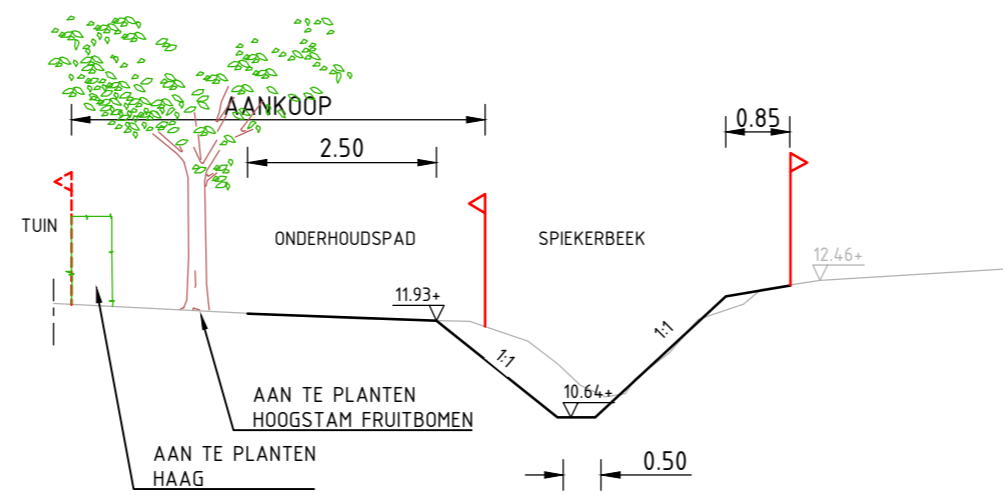 AANKOOP
0.85
2.50
TUIN
ONDERHOUDSPAD
SPIEKERBEEK
12.46+
11.93+
1:1
1:1
10.64+
AAN TE PLANTEN
HOOGSTAM FRUITBOMEN
AAN TE PLANTEN
HAAG
0.50